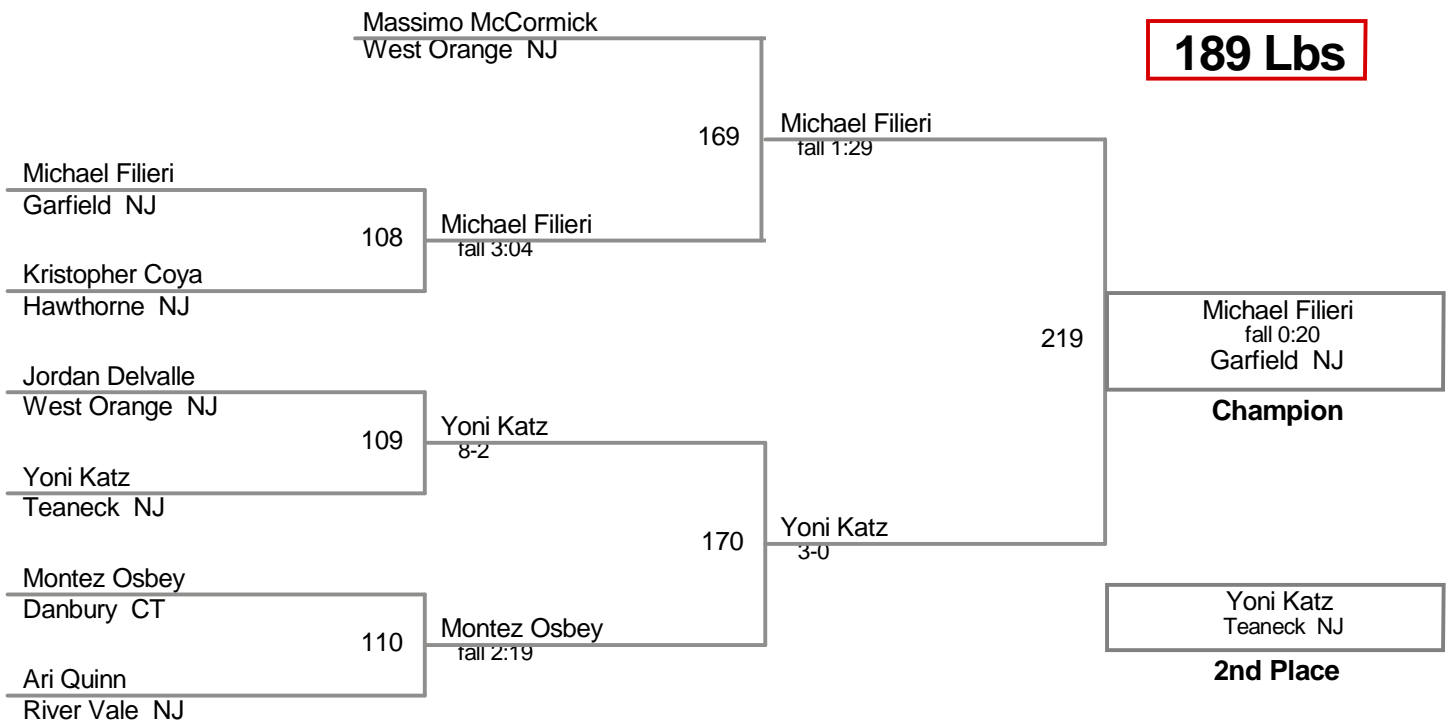 Massimo McCormick
West Orange NJ
189 Lbs
169
Michael Filieri
fall 1:29
Michael Filieri
Garfield NJ
108
Michael Filieri
fall 3:04
Kristopher Coya
Hawthorne NJ
219
Michael Filieri
fall 0:20
Garfield NJ
Champion
Jordan Delvalle
West Orange NJ
109
Yoni Katz
8-2
Yoni Katz
Teaneck NJ
170
Yoni Katz
3-0
Montez Osbey
Danbury CT
110
Montez Osbey
fall 2:19
Ari Quinn
River Vale NJ
Yoni Katz
Teaneck NJ
2nd Place